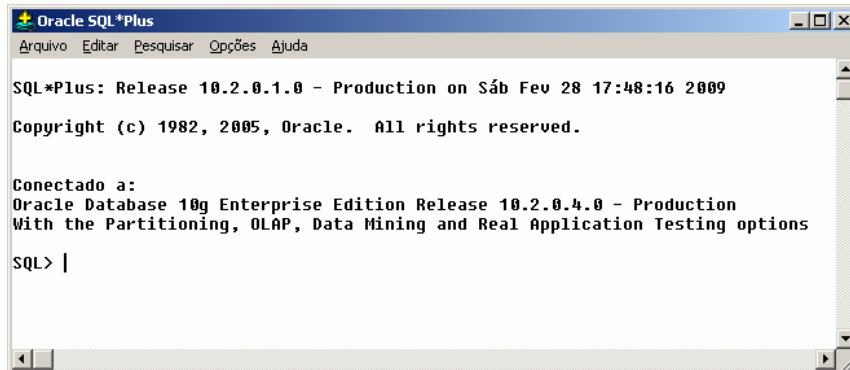 Oracle SQL*Plus
Arquivo Editar Pesquisar Opções Ajuda
SQL*Plus: Release 10.2.0.1.0 - Production on Sáb Fev 28 17:48:16 2009
Copyright (c) 1982, 2005, Oracle.  All rights reserved.
Conectado a:
Oracle Database 10g Enterprise Edition Release 10.2.0.4.0 - Production
With the Partitioning, OLAP, Data Mining and Real Application Testing options
SQL>